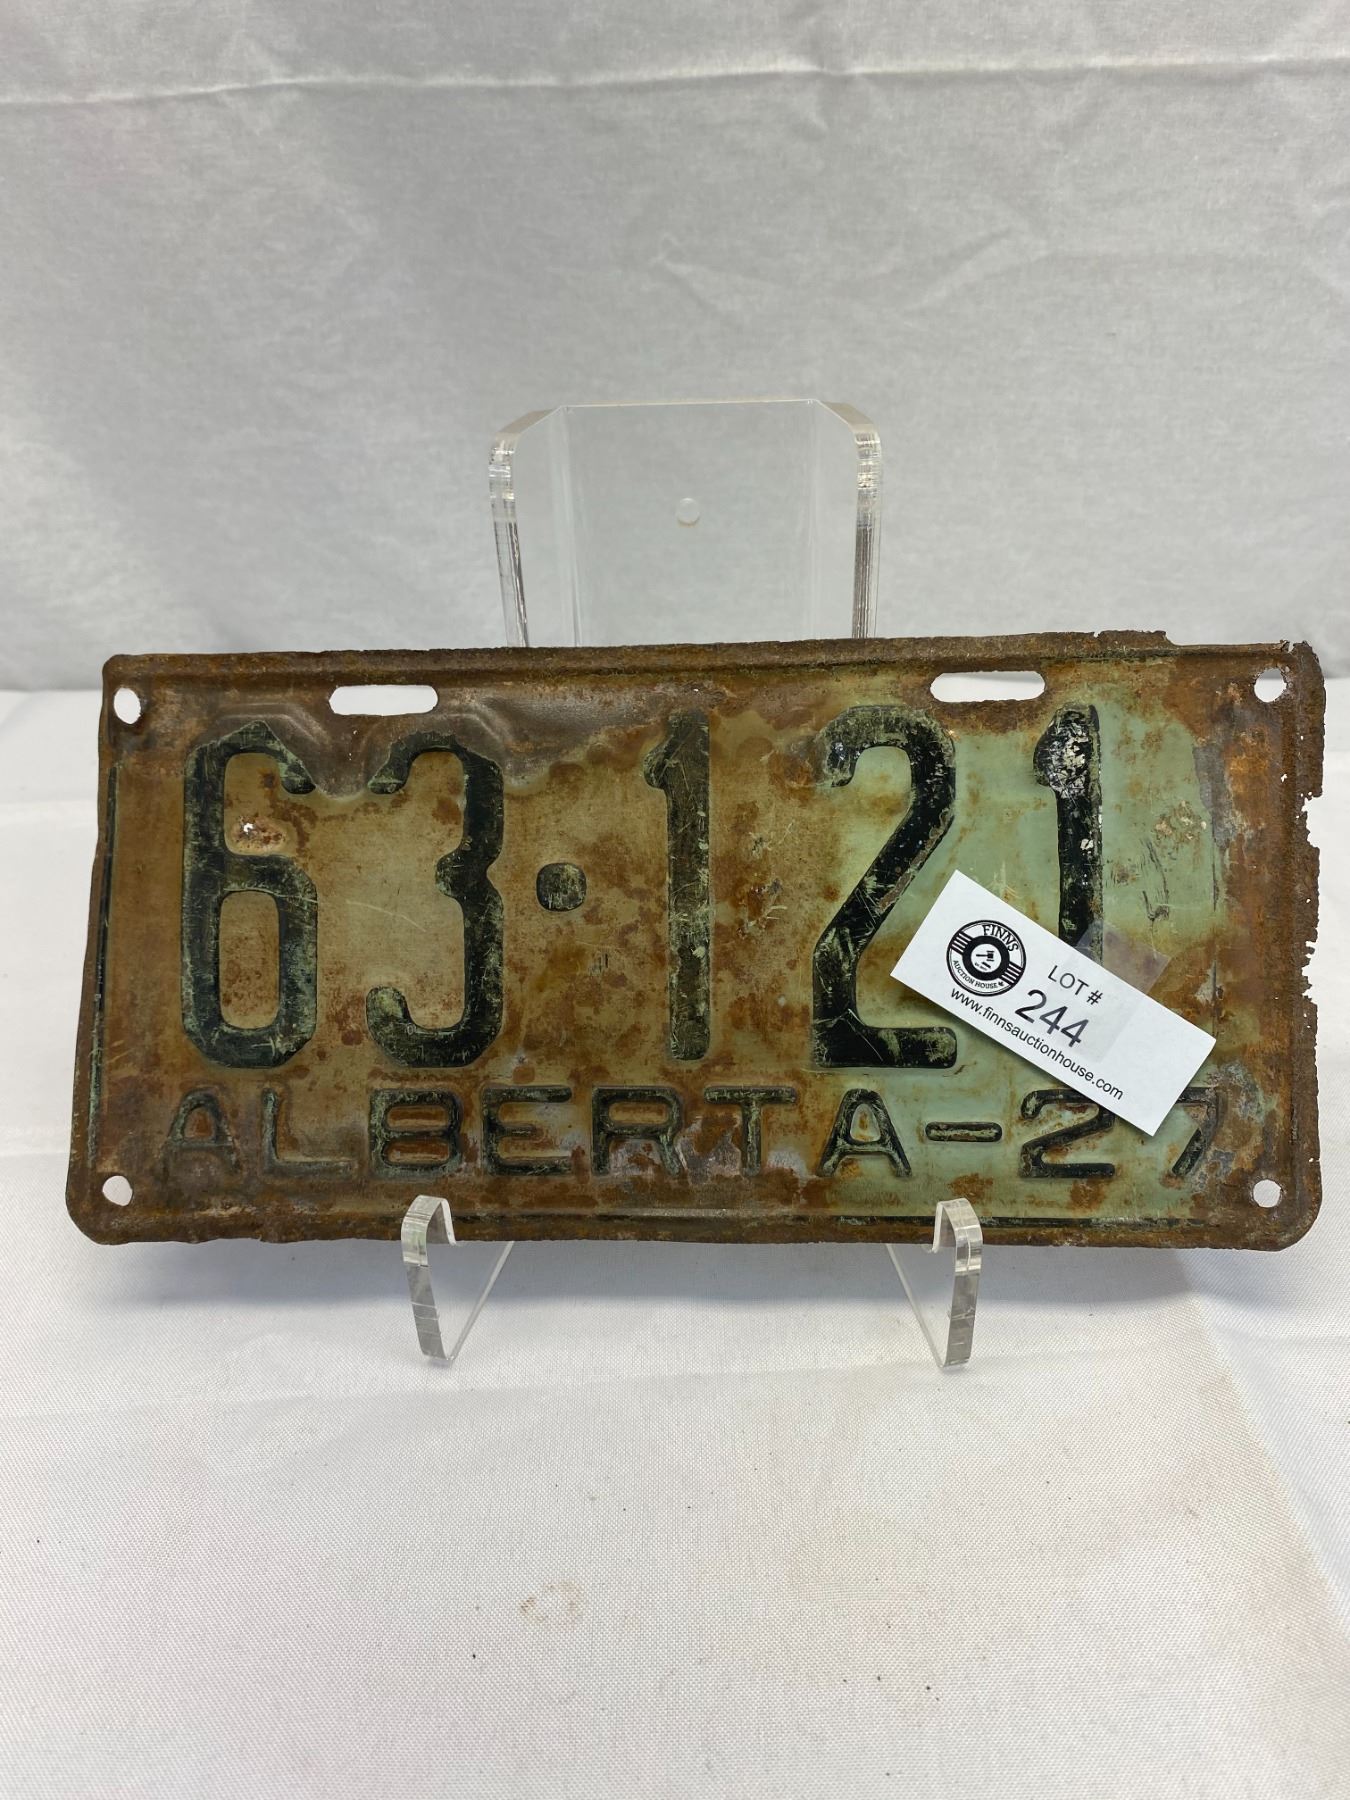 63·121
ALBERTA-27
FINNS
AUCTION HOUSE
LOT #
244
www.finnsauctionhouse.com